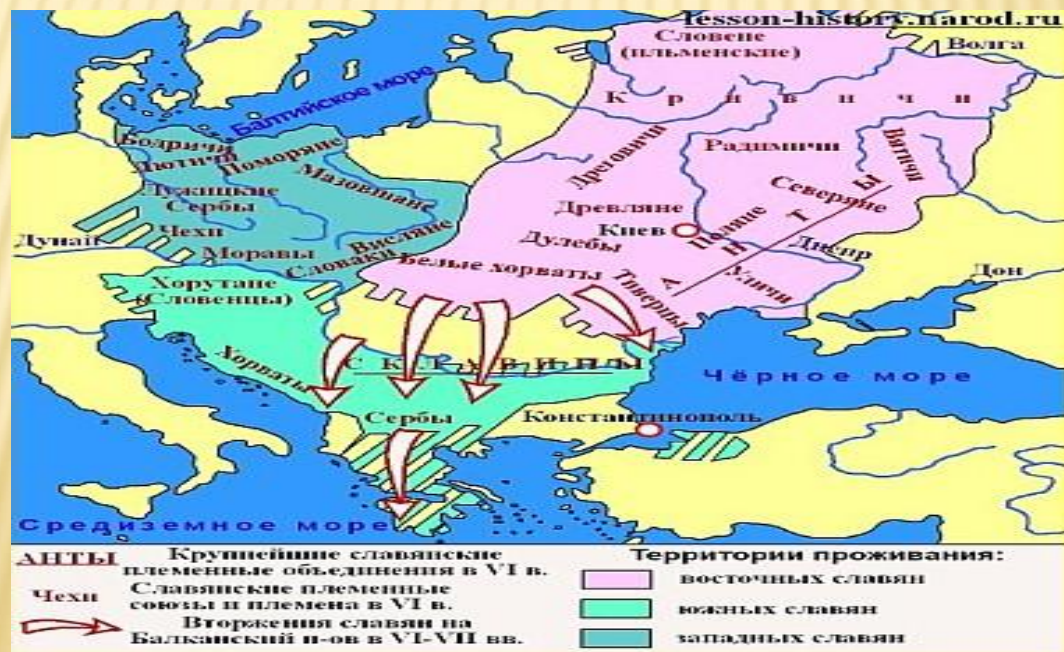 lesson-history.narod.ru
Словене
(ильменские)
Волга
Балтийское море
Кривичи
Бодричи
Лютичи
Поморяне
Мазовшане
Дреговичи
Радимичи
Вятичи
Лужицкие
Сербы
Северяне
Древляне
Киев
Поляне
АНТЫ
Дунай
Чехи
Висляне
Дулебы
Днепр
Моравы
Словаки
Белые хорваты
Уличи
Дон
Хорутане
(Словенцы)
Тиверцы
Хорваты
СКЛАВИНЫ
Чёрное море
Сербы
Константинополь
Средиземное море
АНТЫ
Крупнейшие славянские
племенные объединения в VI в.
Чехи
Славянские племенные
союзы и племена в VI в.
Вторжения славян на
Балканский п-ов в VI-VII вв.
Территории проживания:
восточных славян
южных славян
западных славян